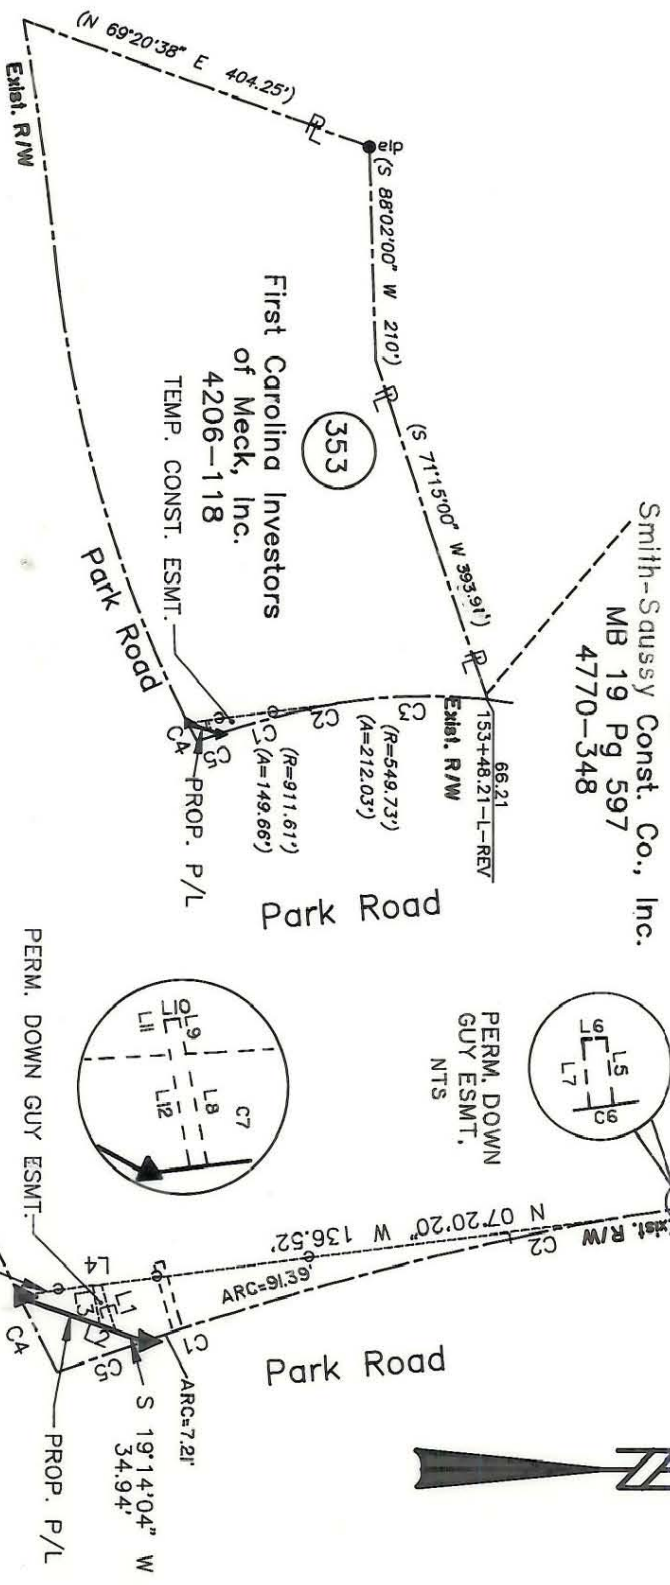 (N 69°20'38" E 404.25')
Exist. R/W
PL
eip
(S 88°02'00" W 210')
PL
(S 71°15'00" W 393.91')
PL
353
First Carolina Investors
of Meck, Inc.
4206-118
TEMP. CONST. ESMT.
Park Road
Smith-Saussy Const. Co., Inc.
MB 19 Pg 597
4770-348
66.21
153+48.21-L-REV
Exist. R/W
C3
(R=549.73')
(A=212.03')
C2
C1
(R=911.61')
(A=149.66')
C5
C4
PROP. P/L
Park Road
L6
L5
L7
C6
PERM. DOWN
GUY ESMT.
NTS
L10
L9
L11
L8
L12
C7
PERM. DOWN GUY ESMT.
Exist. R/W
C2
N 07°20'20" W 136.52'
ARC=91.39'
C1
ARC=7.21'
L4
L1
L3
L2
C5
C4
S 19°14'04" W
34.94'
PROP. P/L
Park Road